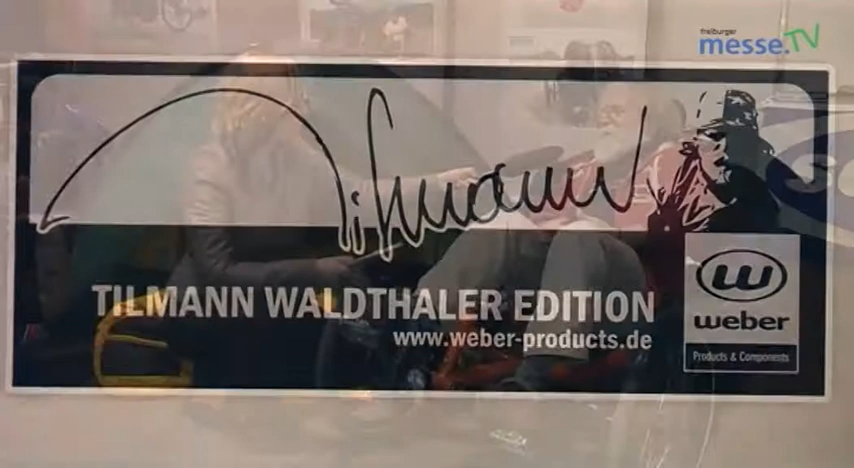 freiburger
messe.TV
Tilmann
TILMANN WALDTHALER EDITION
www.weber-products.de
w
weber
Products & Components